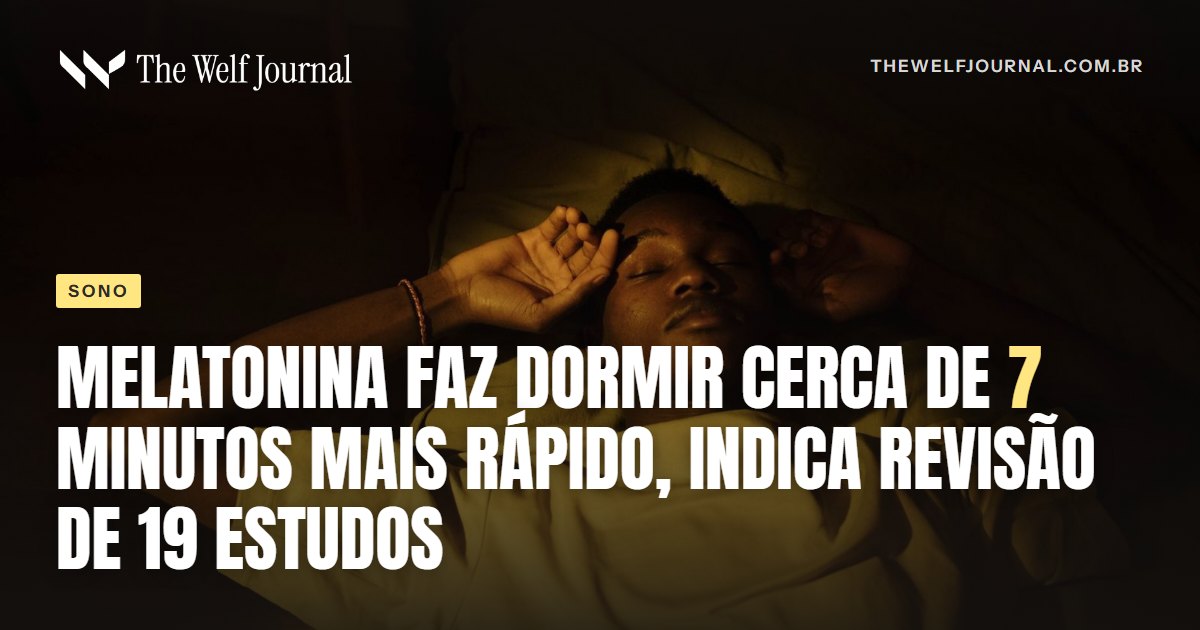 The Welf Journal
THEWELFJOURNAL.COM.BR
SONO
MELATONINA FAZ DORMIR CERCA DE 7
MINUTOS MAIS RÁPIDO, INDICA REVISÃO
DE 19 ESTUDOS